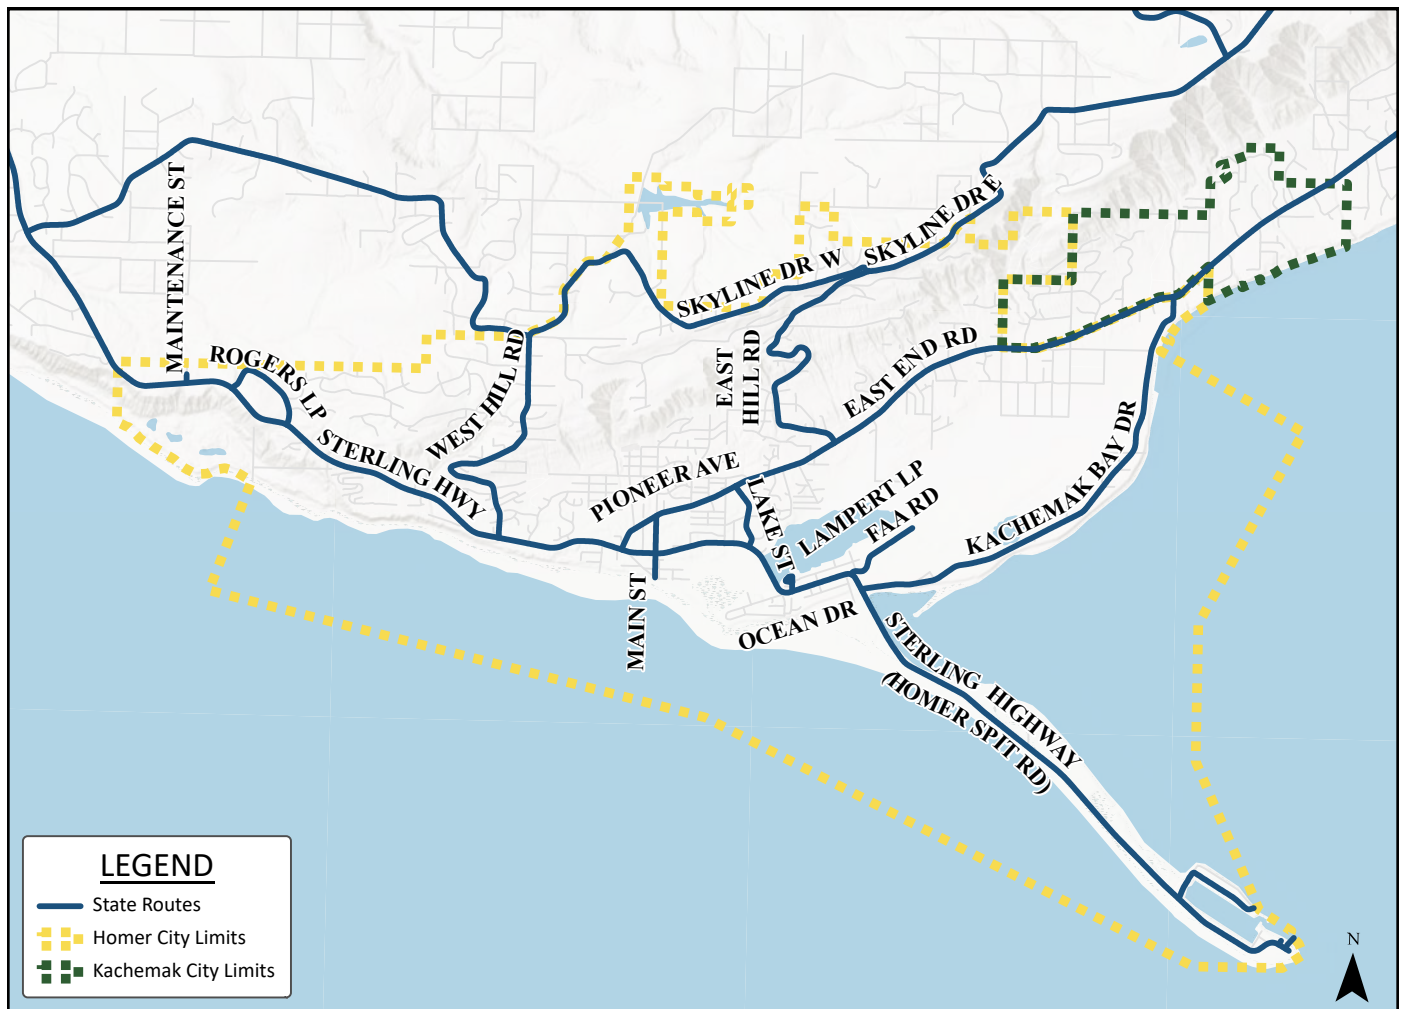 MAINTENANCE ST
ROGERS LP
STERLING HWY
WEST HILL RD
SKYLINE DR W
SKYLINE DR E
EAST
HILL RD
EAST END RD
PIONEER AVE
LAKE ST
LAMPERT LP
FAA RD
KACHEMAK BAY DR
MAIN ST
OCEAN DR
STERLING HIGHWAY
(HOMER SPIT RD)
LEGEND
State Routes
Homer City Limits
Kachemak City Limits
N